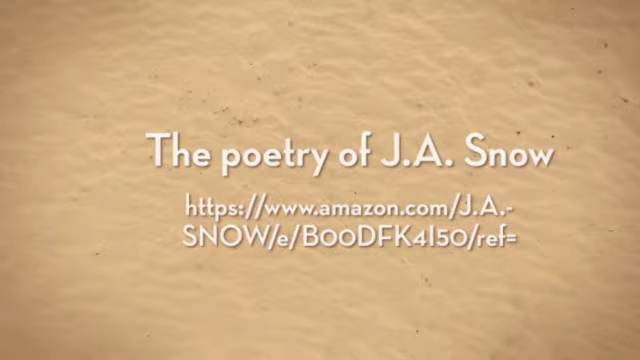 The poetry of J.A. Snow
https://www.amazon.com/J.A.-
SNOW/e/B00DFK4I50/ref=